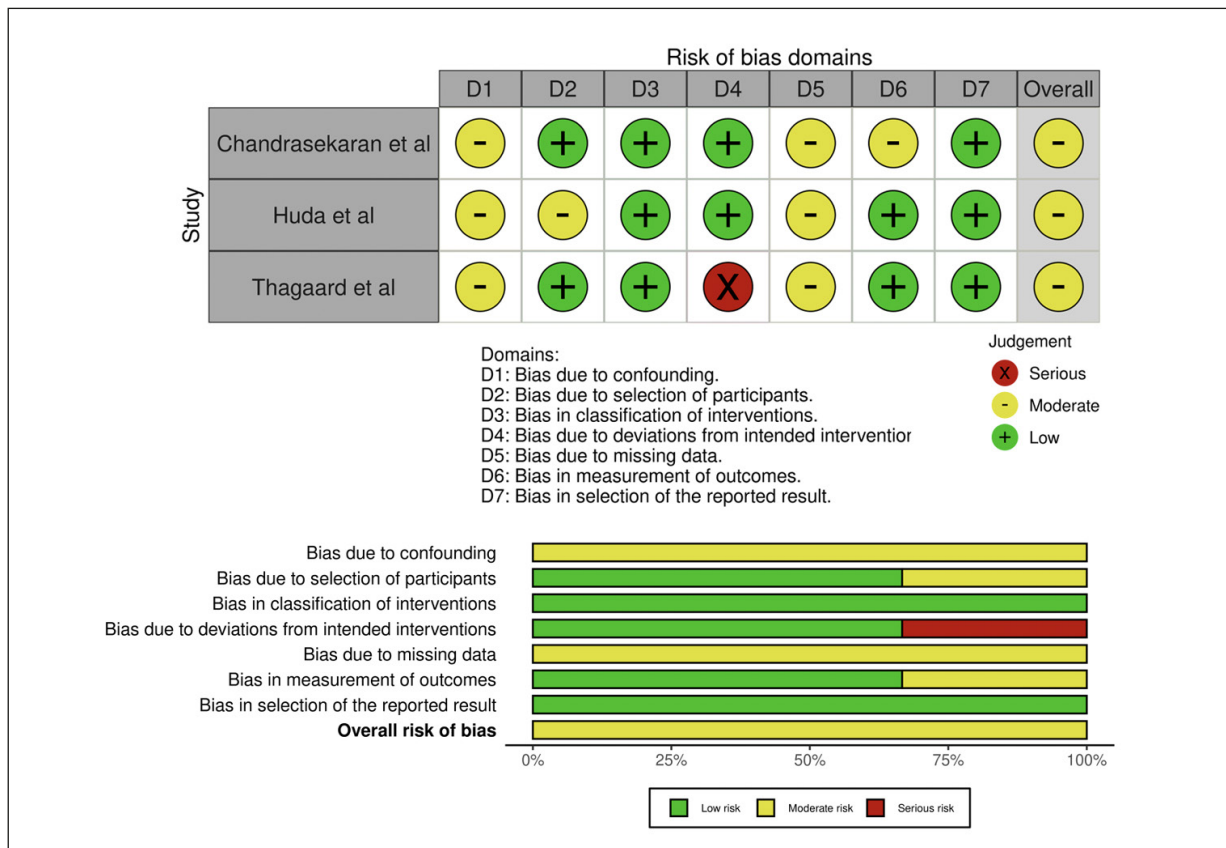 Risk of bias domains
D1 D2 D3 D4 D5 D6 D7 Overall
Study
Chandrasekaran et al - + + + - - + -
Huda et al - - + + - + + -
Thagaard et al - + + X - + + -
Domains:
D1: Bias due to confounding.
D2: Bias due to selection of participants.
D3: Bias in classification of interventions.
D4: Bias due to deviations from intended intervention
D5: Bias due to missing data.
D6: Bias in measurement of outcomes.
D7: Bias in selection of the reported result.
Judgement
X Serious
- Moderate
+ Low
Bias due to confounding
Bias due to selection of participants
Bias in classification of interventions
Bias due to deviations from intended interventions
Bias due to missing data
Bias in measurement of outcomes
Bias in selection of the reported result
Overall risk of bias
0% 25% 50% 75% 100%
Low risk Moderate risk Serious risk